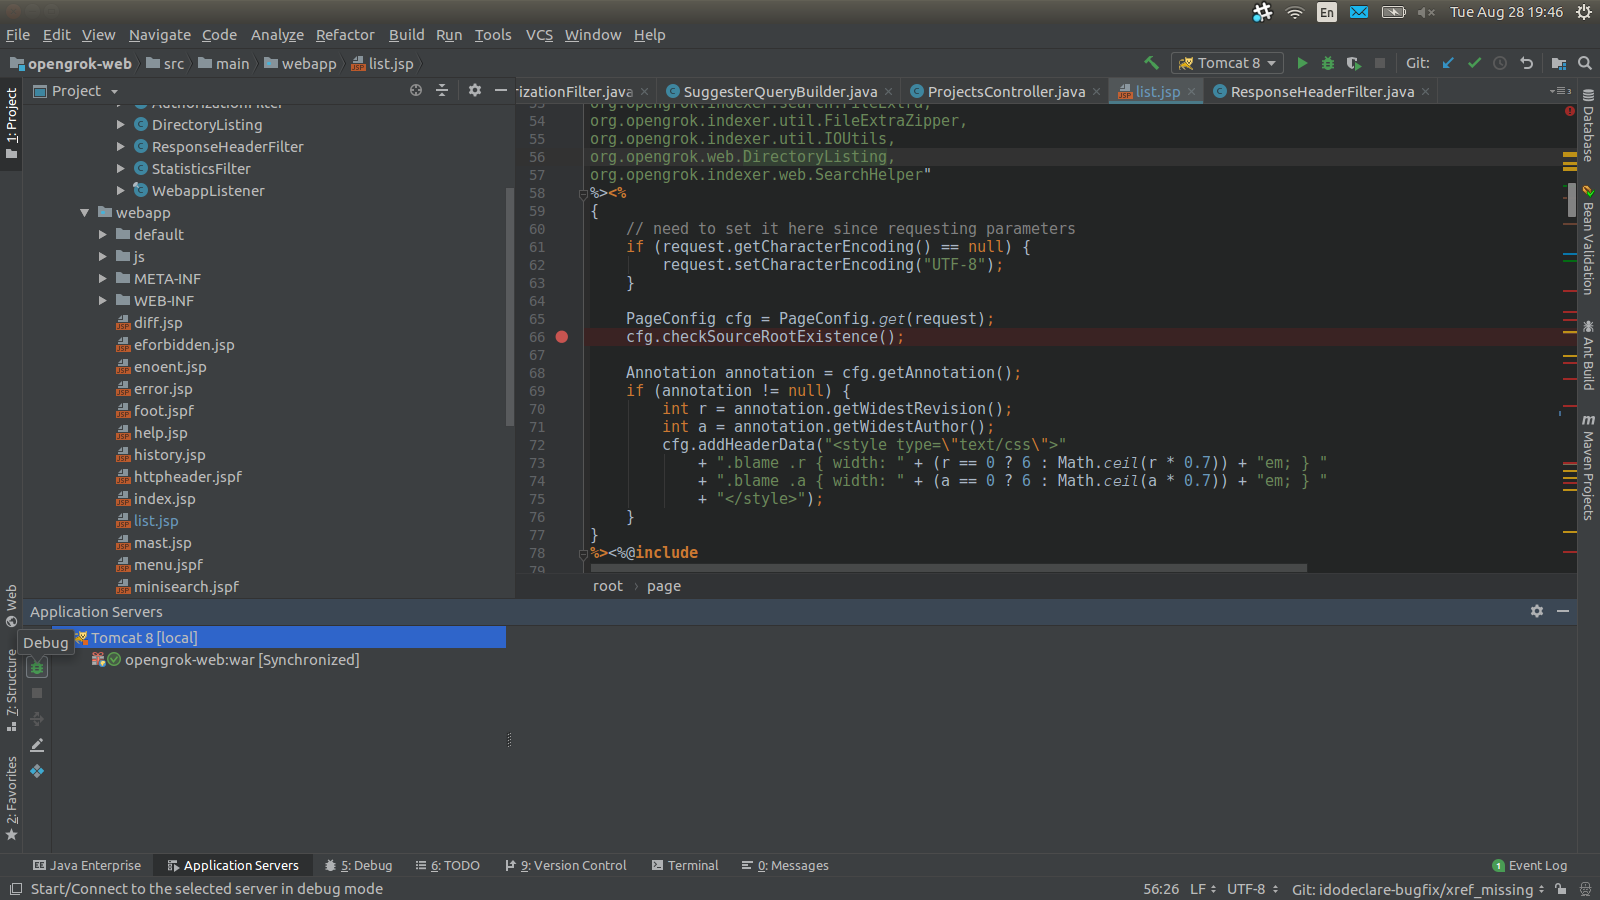 En
Tue Aug 28 19:46
File Edit View Navigate Code Analyze Refactor Build Run Tools VCS Window Help
opengrok-web src main webapp list.jsp
Tomcat 8
Git:
1: Project
Project
AuthorizationFilter
DirectoryListing
ResponseHeaderFilter
StatisticsFilter
WebappListener
webapp
default
js
META-INF
WEB-INF
diff.jsp
eforbidden.jsp
enoent.jsp
error.jsp
foot.jspf
help.jsp
history.jsp
httpheader.jspf
index.jsp
list.jsp
mast.jsp
menu.jspf
minisearch.jspf
rizationFilter.java SuggesterQueryBuilder.java ProjectsController.java list.jsp ResponseHeaderFilter.java
53 org.opengrok.indexer.search.FileExtra,
54 org.opengrok.indexer.util.FileExtraZipper,
55 org.opengrok.indexer.util.IOUtils,
56 org.opengrok.web.DirectoryListing,
57 org.opengrok.indexer.web.SearchHelper"
58 %><%
59 {
60 // need to set it here since requesting parameters
61 if (request.getCharacterEncoding() == null) {
62 request.setCharacterEncoding("UTF-8");
63 }
64
65 PageConfig cfg = PageConfig.get(request);
66 cfg.checkSourceRootExistence();
67
68 Annotation annotation = cfg.getAnnotation();
69 if (annotation != null) {
70 int r = annotation.getWidestRevision();
71 int a = annotation.getWidestAuthor();
72 cfg.addHeaderData("<style type=\"text/css\">"
73 + ".blame .r { width: " + (r == 0 ? 6 : Math.ceil(r * 0.7)) + "em; } "
74 + ".blame .a { width: " + (a == 0 ? 6 : Math.ceil(a * 0.7)) + "em; } "
75 + "</style>");
76 }
77 }
78 %><%@include
79
root page
Database
Bean Validation
Ant Build
Maven Projects
Web
7: Structure
2: Favorites
Application Servers
Debug
Tomcat 8 [local]
opengrok-web:war [Synchronized]
Java Enterprise Application Servers 5: Debug 6: TODO 9: Version Control Terminal 0: Messages 1 Event Log
Start/Connect to the selected server in debug mode 56:26 LF UTF-8 Git: idodeclare-bugfix/xref_missing